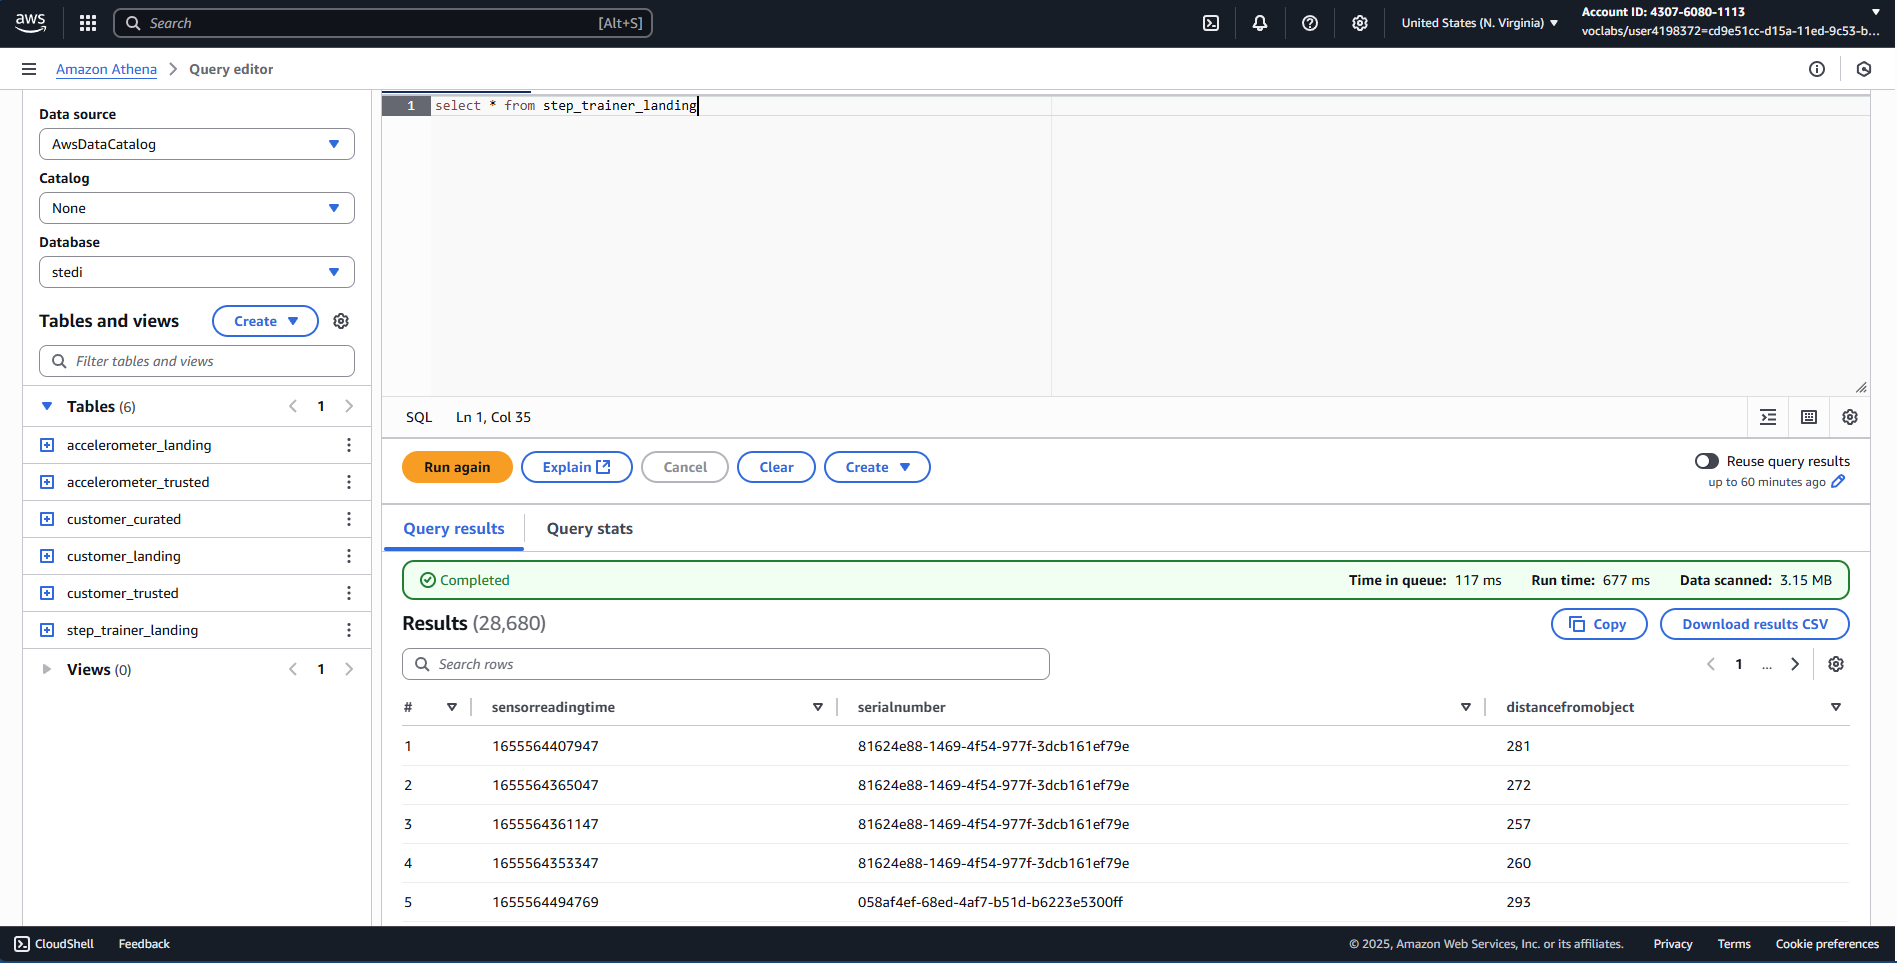 aws
Search [Alt+S]
United States (N. Virginia)
Account ID: 4307-6080-1113
voclabs/user4198372=cd9e51cc-d15a-11ed-9c53-b...
Amazon Athena > Query editor
Data source
AwsDataCatalog
Catalog
None
Database
stedi
Tables and views Create
Filter tables and views
Tables (6) 1
accelerometer_landing
accelerometer_trusted
customer_curated
customer_landing
customer_trusted
step_trainer_landing
Views (0) 1
1 select * from step_trainer_landing
SQL Ln 1, Col 35
Run again Explain Cancel Clear Create
Reuse query results
up to 60 minutes ago
Query results Query stats
Completed Time in queue: 117 ms Run time: 677 ms Data scanned: 3.15 MB
Results (28,680) Copy Download results CSV
Search rows 1 ...
# sensorreadingtime serialnumber distancefromobject
1 1655564407947 81624e88-1469-4f54-977f-3dcb161ef79e 281
2 1655564365047 81624e88-1469-4f54-977f-3dcb161ef79e 272
3 1655564361147 81624e88-1469-4f54-977f-3dcb161ef79e 257
4 1655564353347 81624e88-1469-4f54-977f-3dcb161ef79e 260
5 1655564494769 058af4ef-68ed-4af7-b51d-b6223e5300ff 293
CloudShell Feedback © 2025, Amazon Web Services, Inc. or its affiliates. Privacy Terms Cookie preferences